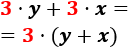 3 · y + 3 · x =
= 3 · (y + x)